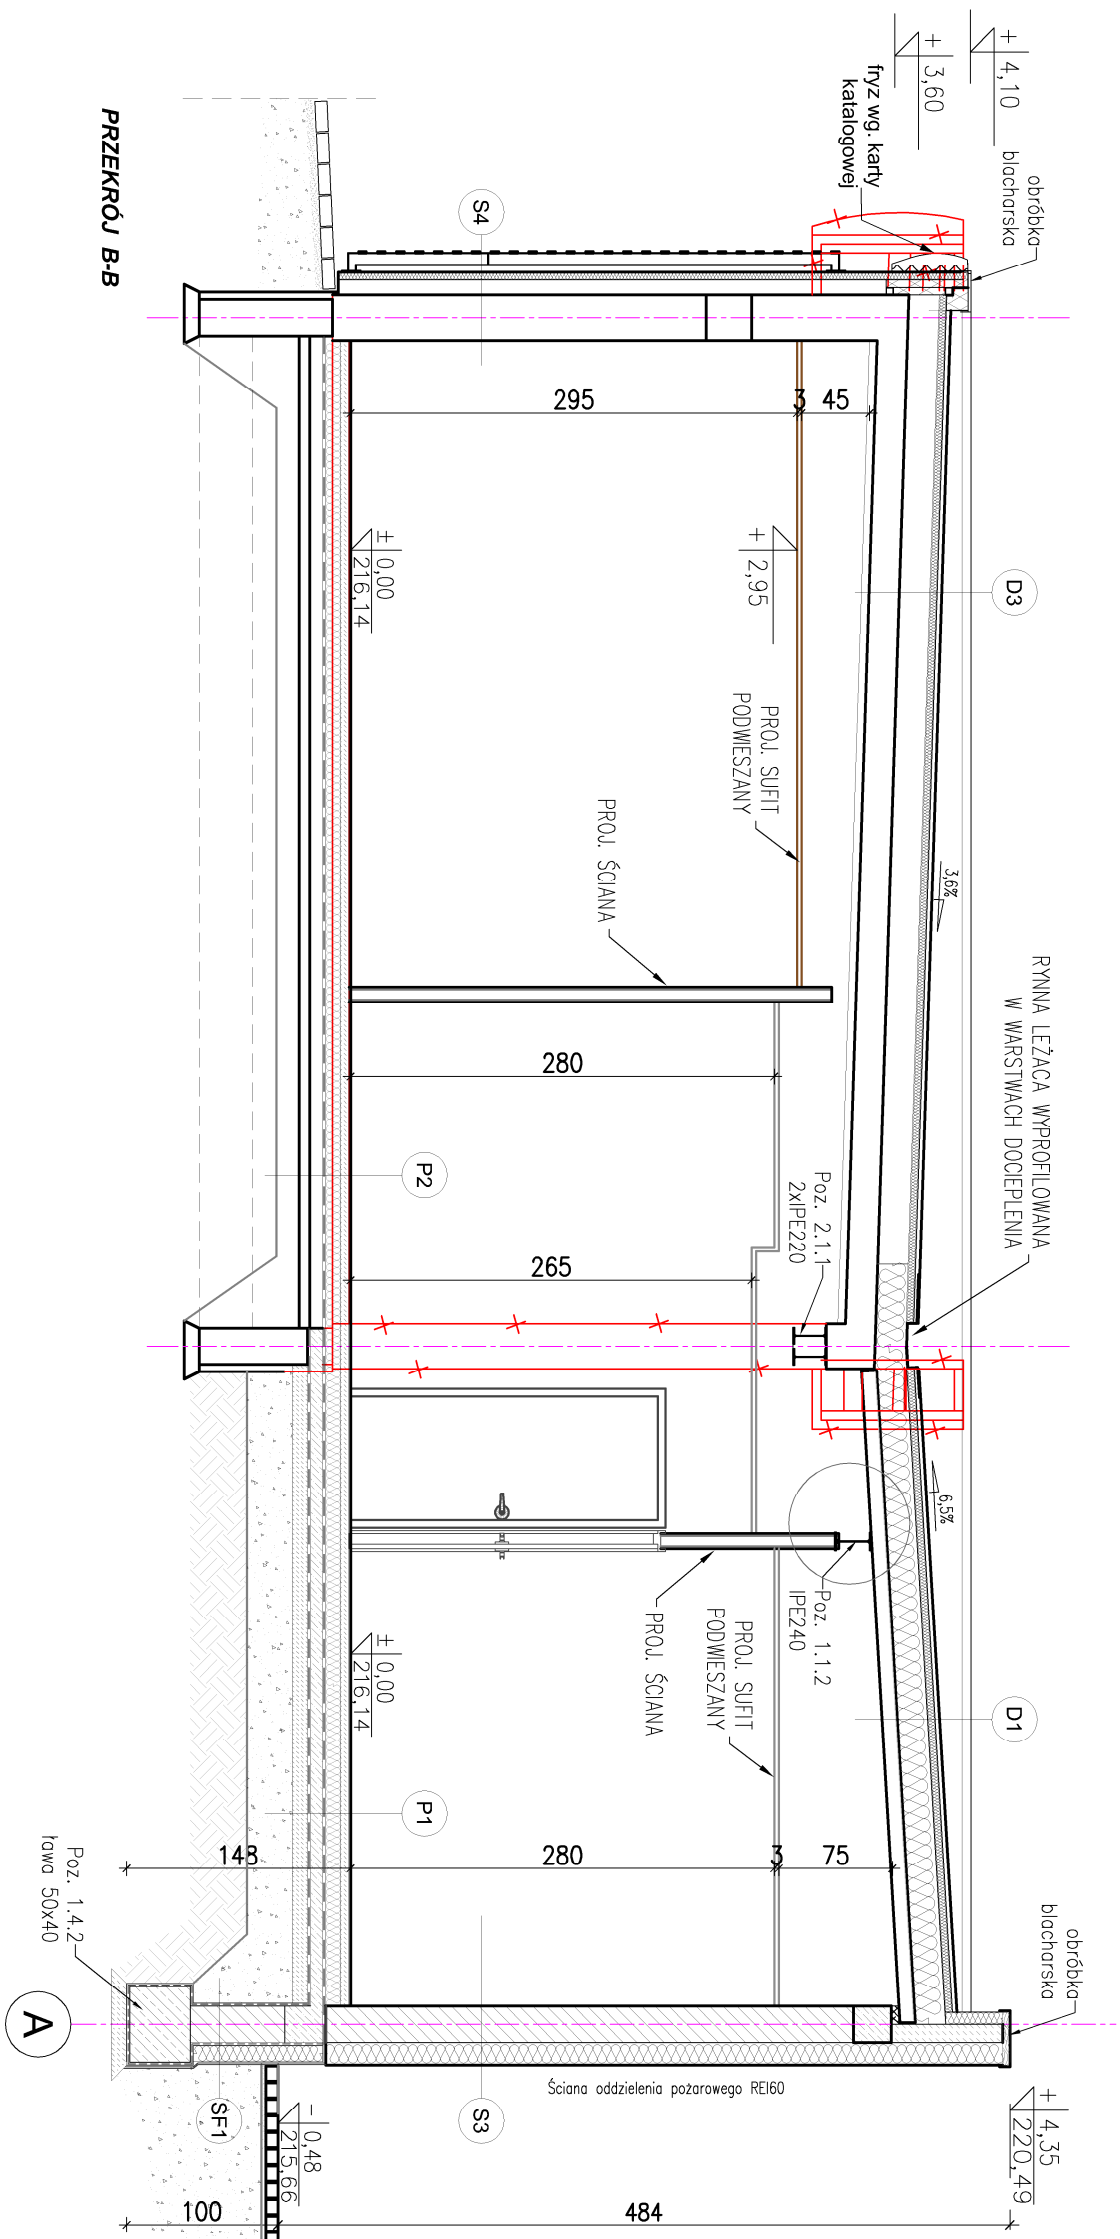 + 4,10
+ 3,60
obróbka
blacharska
fryz wg. karty
katalogowej
S4
295
3
45
± 0,00
216,14
+ 2,95
D3
PROJ. SUFIT
PODWIESZANY
PROJ. ŚCIANA
3,6%
RYNNA LEŻĄCA WYPROFILOWANA
W WARSTWACH DOCIEPLENIA
280
P2
265
Poz. 2.1.1
2xIPE220
6,5%
Poz. 1.1.2
IPE240
PROJ. SUFIT
PODWIESZANY
PROJ. ŚCIANA
± 0,00
216,14
D1
P1
148
280
3
75
Poz. 1.4.2
ława 50x40
obróbka
blacharska
A
Ściana oddzielenia pożarowego REI60
SF1
S3
- 0,48
215,66
+ 4,35
220,49
100
484
PRZEKRÓJ B-B